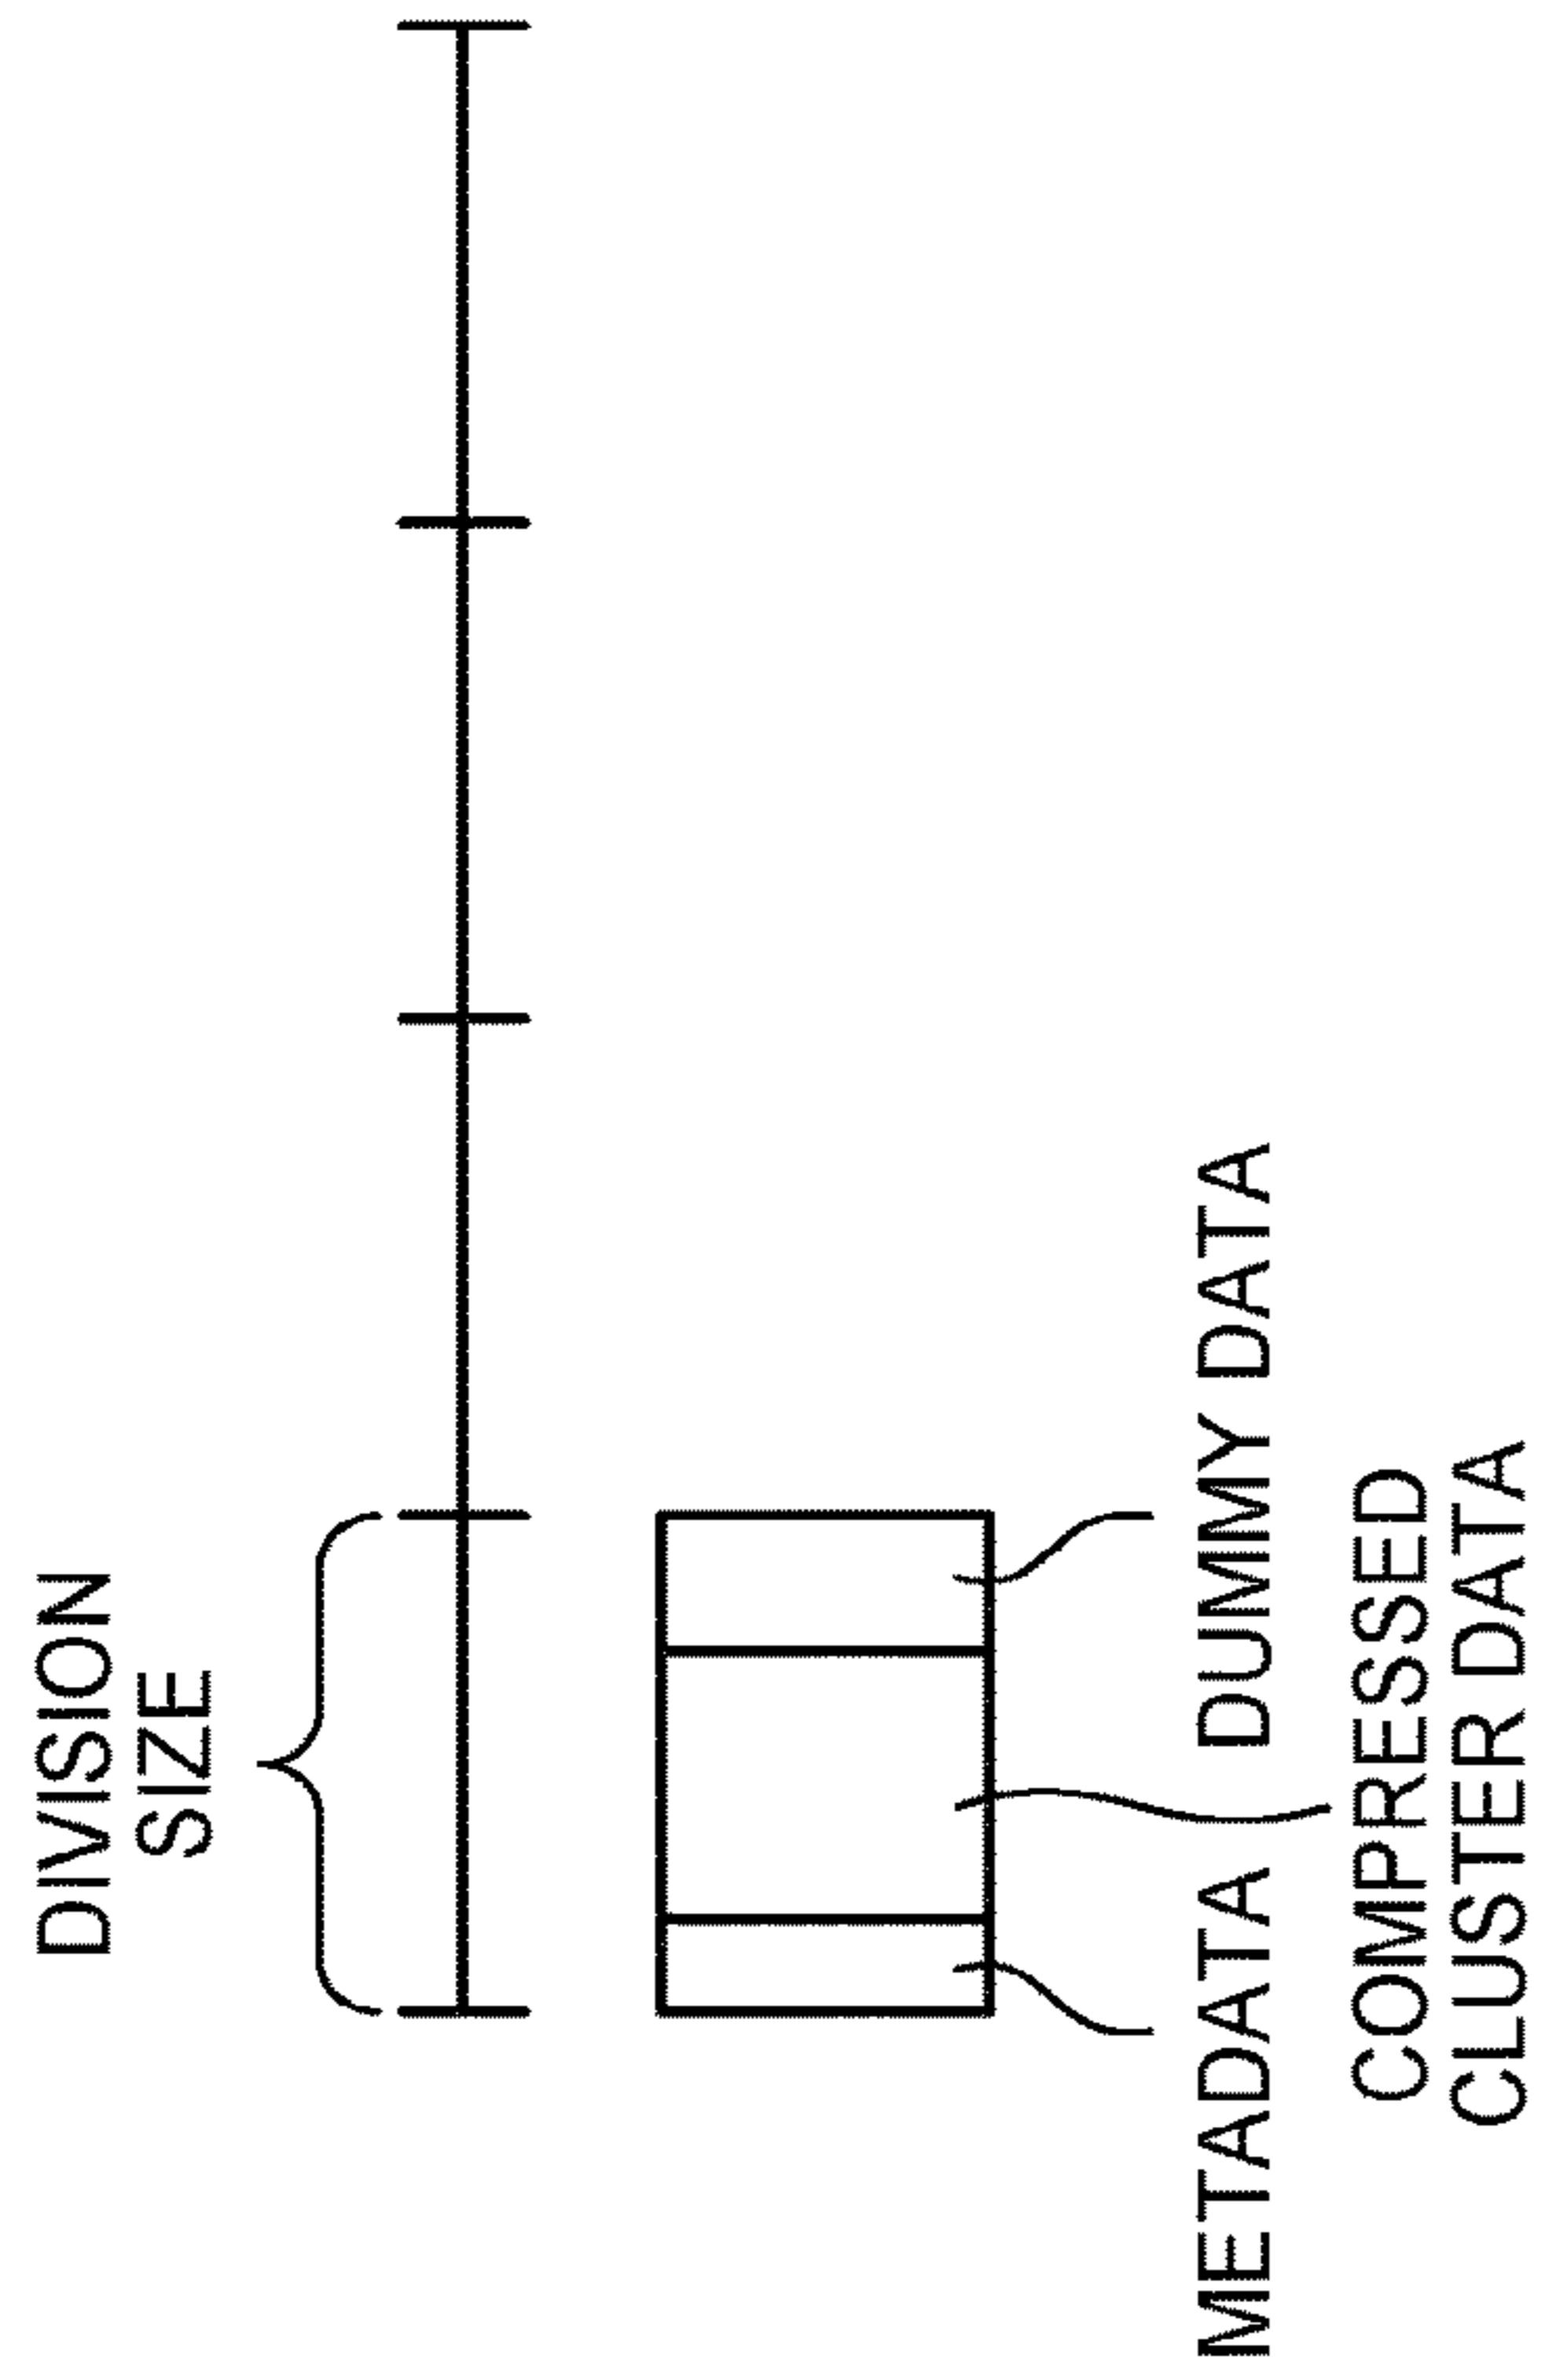 DIVISION
SIZE
METADATA
DUMMY DATA
COMPRESSED
CLUSTER DATA